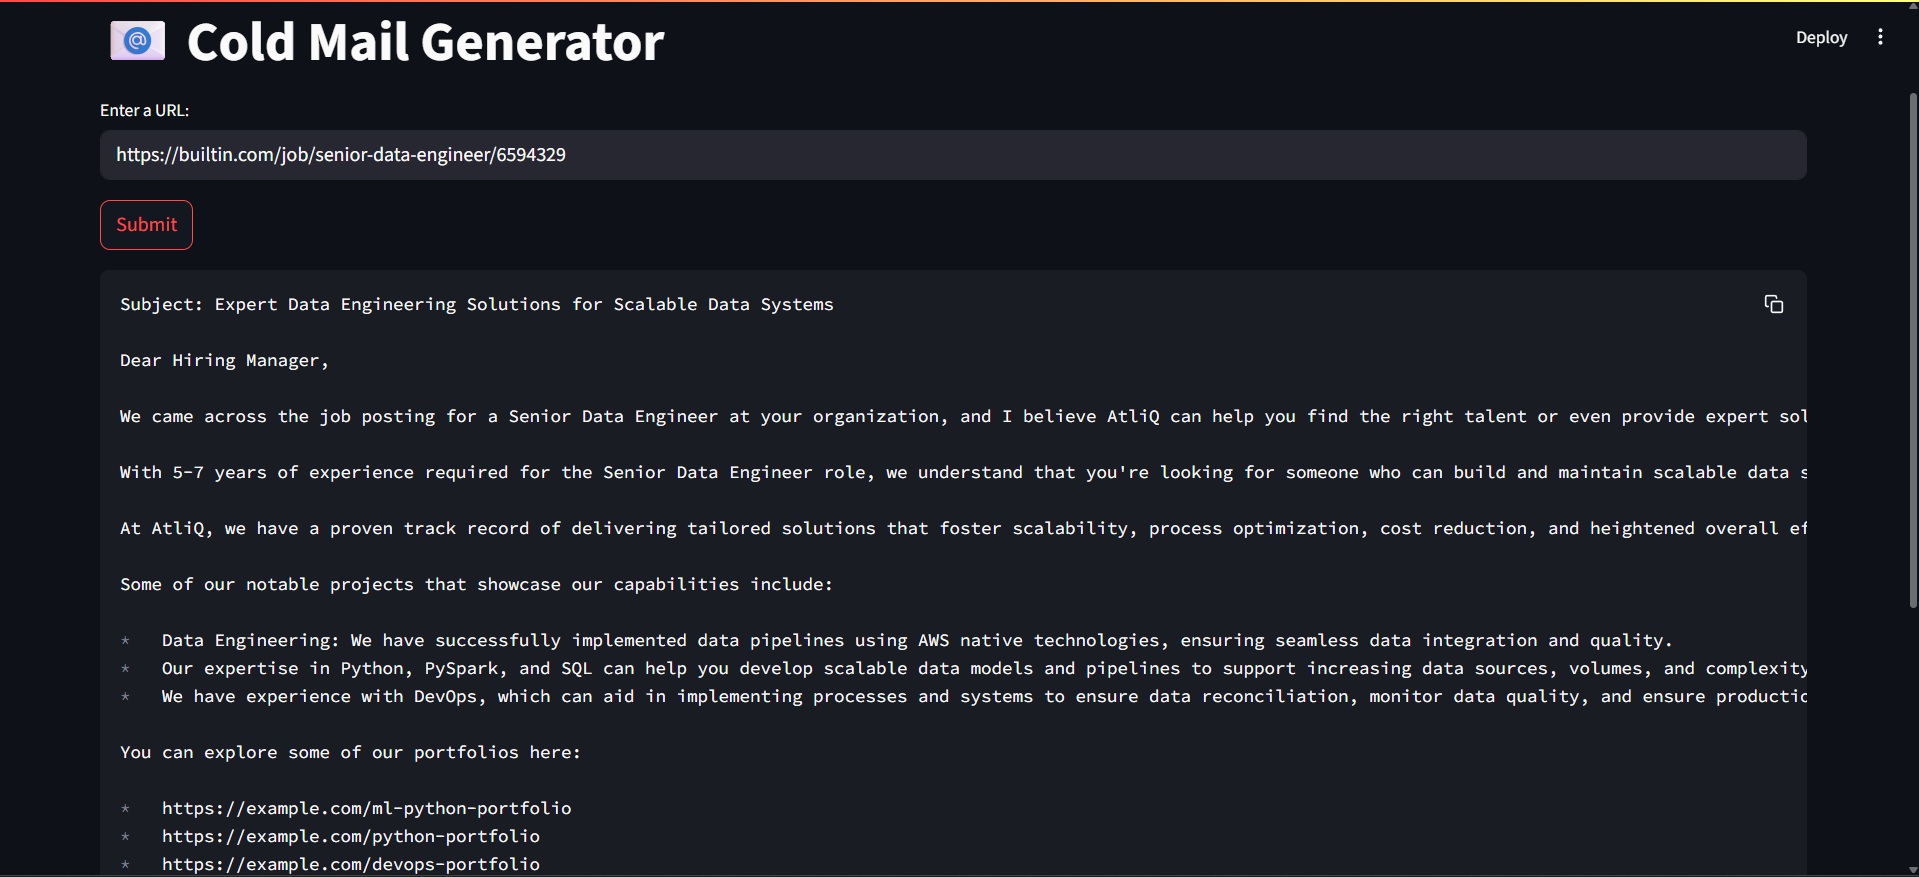 Cold Mail Generator
Deploy
Enter a URL:
https://builtin.com/job/senior-data-engineer/6594329
Submit
Subject: Expert Data Engineering Solutions for Scalable Data Systems
Dear Hiring Manager,
We came across the job posting for a Senior Data Engineer at your organization, and I believe AtliQ can help you find the right talent or even provide expert sol
With 5-7 years of experience required for the Senior Data Engineer role, we understand that you're looking for someone who can build and maintain scalable data s
At AtliQ, we have a proven track record of delivering tailored solutions that foster scalability, process optimization, cost reduction, and heightened overall ef
Some of our notable projects that showcase our capabilities include:
* Data Engineering: We have successfully implemented data pipelines using AWS native technologies, ensuring seamless data integration and quality.
* Our expertise in Python, PySpark, and SQL can help you develop scalable data models and pipelines to support increasing data sources, volumes, and complexity
* We have experience with DevOps, which can aid in implementing processes and systems to ensure data reconciliation, monitor data quality, and ensure productio
You can explore some of our portfolios here:
* https://example.com/ml-python-portfolio
* https://example.com/python-portfolio
* https://example.com/devops-portfolio